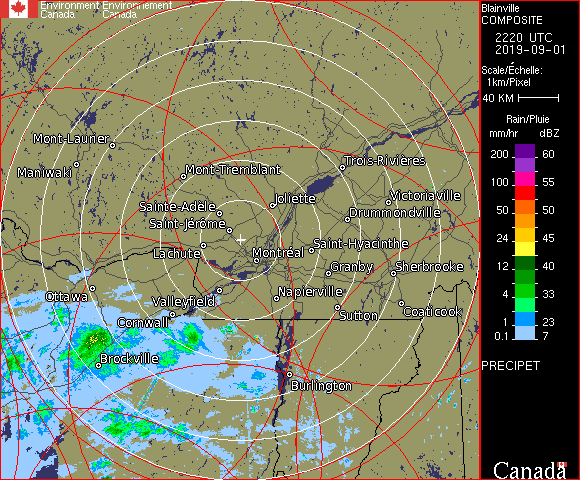 Environment Environnement
Canada Canada
Blainville
COMPOSITE
2220 UTC
2019-09-01
Scale/Échelle:
1km/Pixel
40 KM
Rain/Pluie
mm/hr dBZ
200 60
100 55
50 50
24 45
12 40
4 33
1 23
0.1 7
PRECIPET
Canada
Mont-Laurier
Maniwaki
Mont-Tremblant
Trois-Rivières
Joliette
Victoriaville
Sainte-Adèle
Drummondville
Saint-Jérôme
Lachute
Montréal
Saint-Hyacinthe
Granby
Sherbrooke
Ottawa
Valleyfield
Napierville
Cornwall
Sutton
Coaticook
Brockville
Burlington